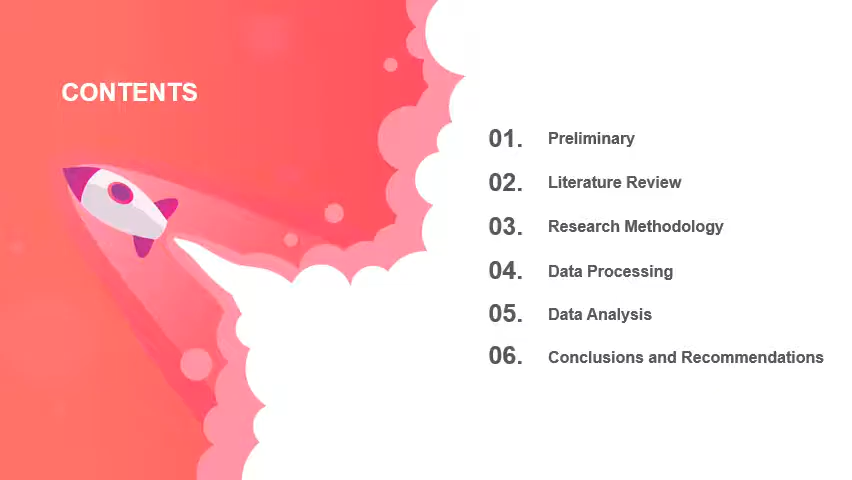 CONTENTS
01. Preliminary
02. Literature Review
03. Research Methodology
04. Data Processing
05. Data Analysis
06. Conclusions and Recommendations